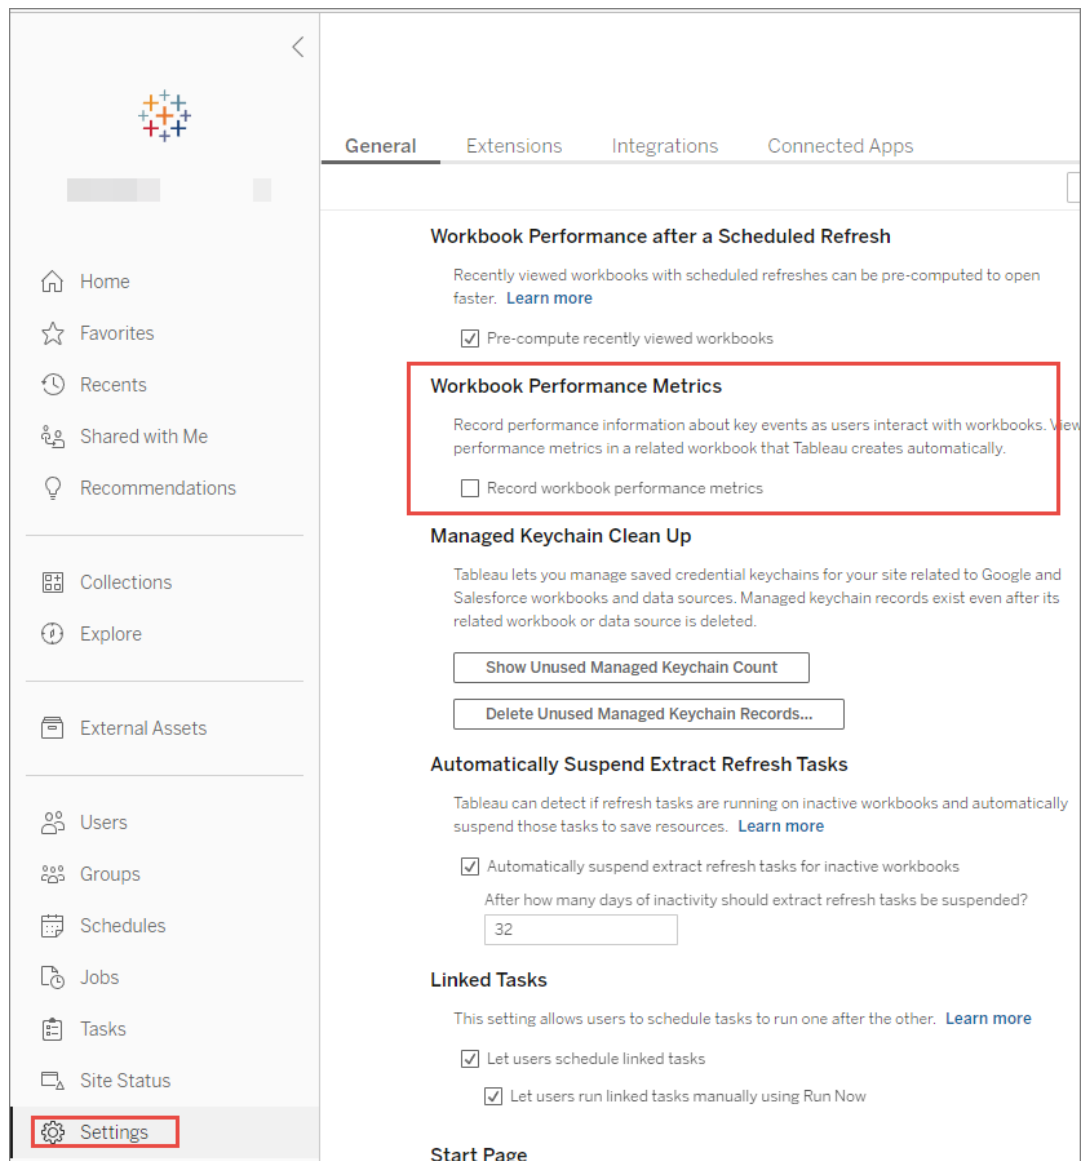 General
Extensions
Integrations
Connected Apps
Home
Favorites
Recents
Shared with Me
Recommendations
Collections
Explore
External Assets
Users
Groups
Schedules
Jobs
Tasks
Site Status
Settings
Workbook Performance after a Scheduled Refresh
Recently viewed workbooks with scheduled refreshes can be pre-computed to open
faster. Learn more
Pre-compute recently viewed workbooks
Workbook Performance Metrics
Record performance information about key events as users interact with workbooks. View
performance metrics in a related workbook that Tableau creates automatically.
Record workbook performance metrics
Managed Keychain Clean Up
Tableau lets you manage saved credential keychains for your site related to Google and
Salesforce workbooks and data sources. Managed keychain records exist even after its
related workbook or data source is deleted.
Show Unused Managed Keychain Count
Delete Unused Managed Keychain Records...
Automatically Suspend Extract Refresh Tasks
Tableau can detect if refresh tasks are running on inactive workbooks and automatically
suspend those tasks to save resources. Learn more
Automatically suspend extract refresh tasks for inactive workbooks
After how many days of inactivity should extract refresh tasks be suspended?
32
Linked Tasks
This setting allows users to schedule tasks to run one after the other. Learn more
Let users schedule linked tasks
Let users run linked tasks manually using Run Now
Start Page